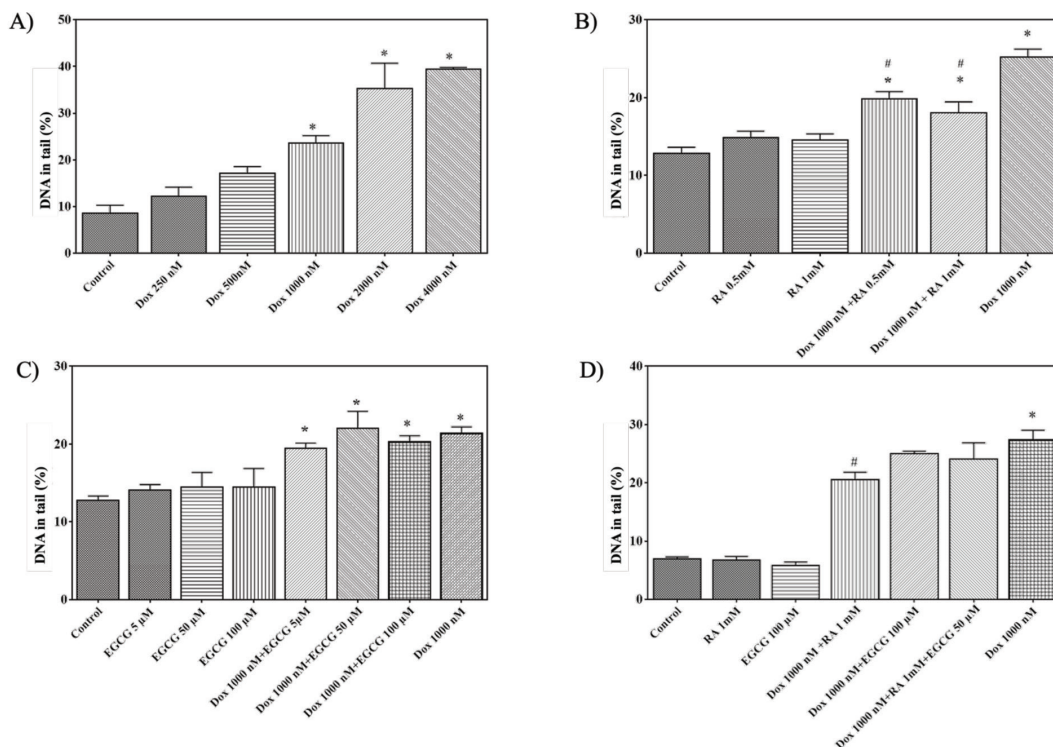 A)
DNA in tail (%)
50
40
30
20
10
0
*
*
*
Control
Dox 250 nM
Dox 500nM
Dox 1000 nM
Dox 2000 nM
Dox 4000 nM
B)
DNA in tail (%)
30
20
10
0
#
*
#
*
*
Control
RA 0.5mM
RA 1mM
Dox 1000 nM +RA 0.5mM
Dox 1000 nM + RA 1mM
Dox 1000 nM
C)
DNA in tail (%)
30
20
10
0
*
*
*
*
Control
EGCG 5 µM
EGCG 50 µM
EGCG 100 µM
Dox 1000 nM+EGCG 5µM
Dox 1000 nM+EGCG 50 µM
Dox 1000 nM+EGCG 100 µM
Dox 1000 nM
D)
DNA in tail (%)
40
30
20
10
0
#
*
Control
RA 1mM
EGCG 100 µM
Dox 1000 nM +RA 1 mM
Dox 1000 nM+EGCG 100 µM
Dox 1000 nM+RA 1mM+EGCG 50 µM
Dox 1000 nM